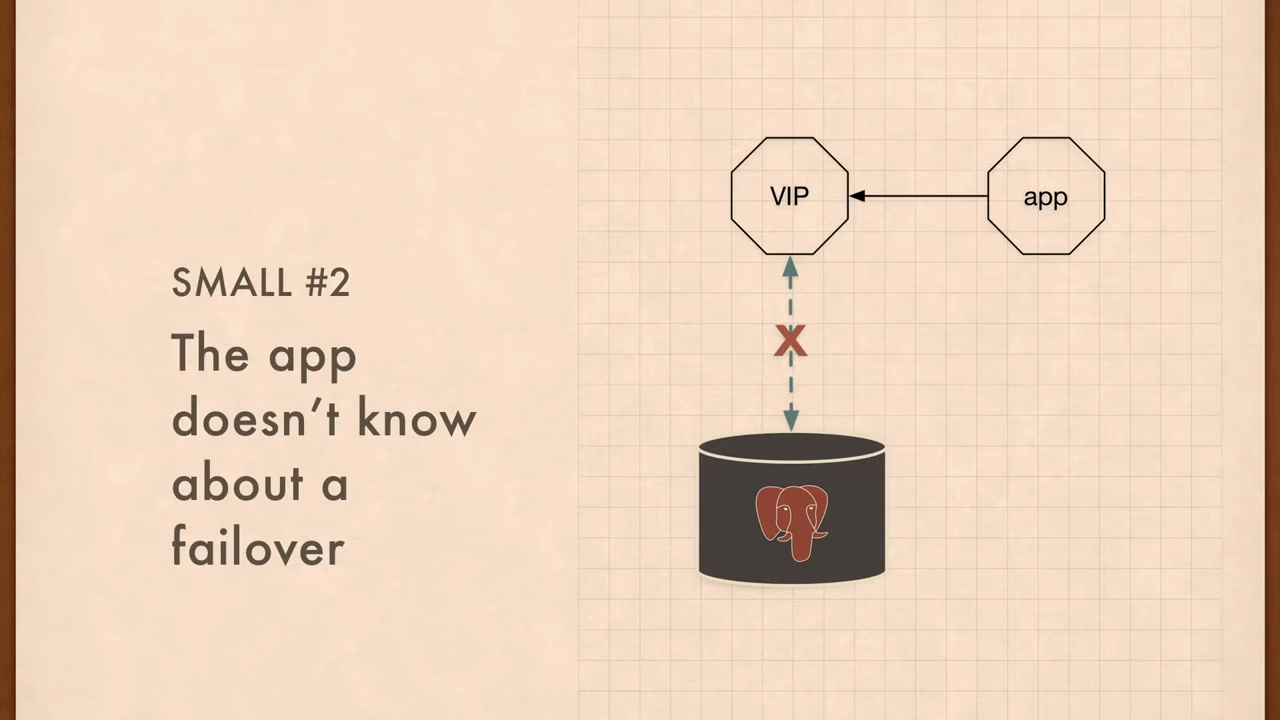 SMALL #2
The app
doesn’t know
about a
failover
VIP
app
X